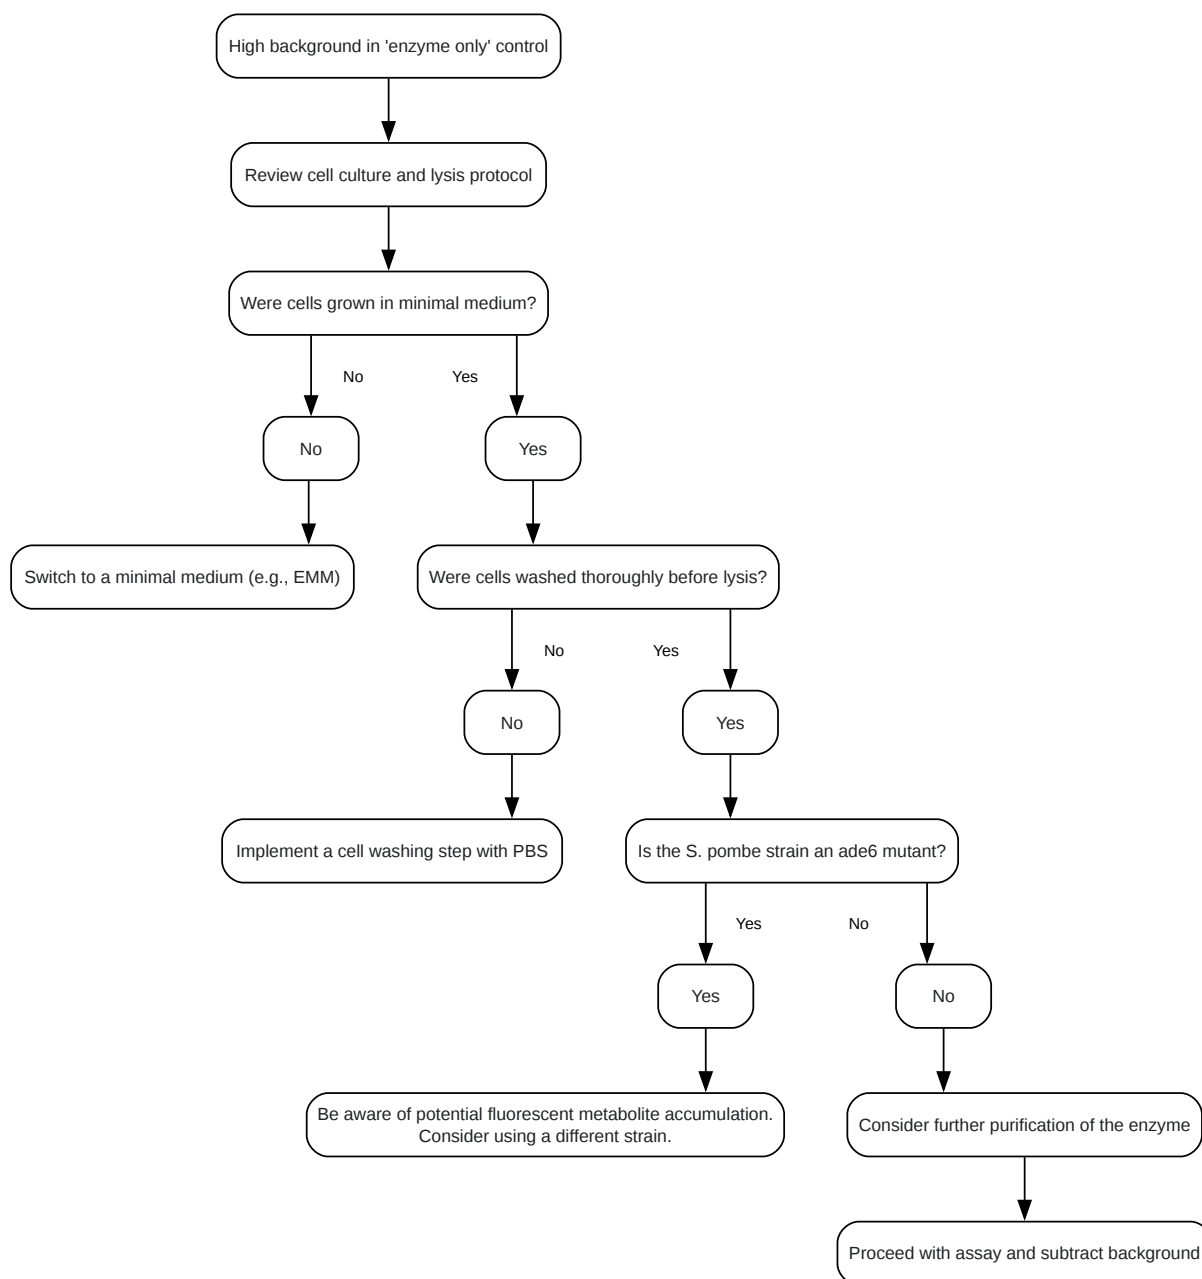 High background in 'enzyme only' control
Review cell culture and lysis protocol
Were cells grown in minimal medium?
No
Yes
No
Yes
Switch to a minimal medium (e.g., EMM)
Were cells washed thoroughly before lysis?
No
Yes
No
Yes
Implement a cell washing step with PBS
Is the S. pombe strain an ade6 mutant?
Yes
No
Yes
No
Be aware of potential fluorescent metabolite accumulation.
Consider using a different strain.
Consider further purification of the enzyme
Proceed with assay and subtract background